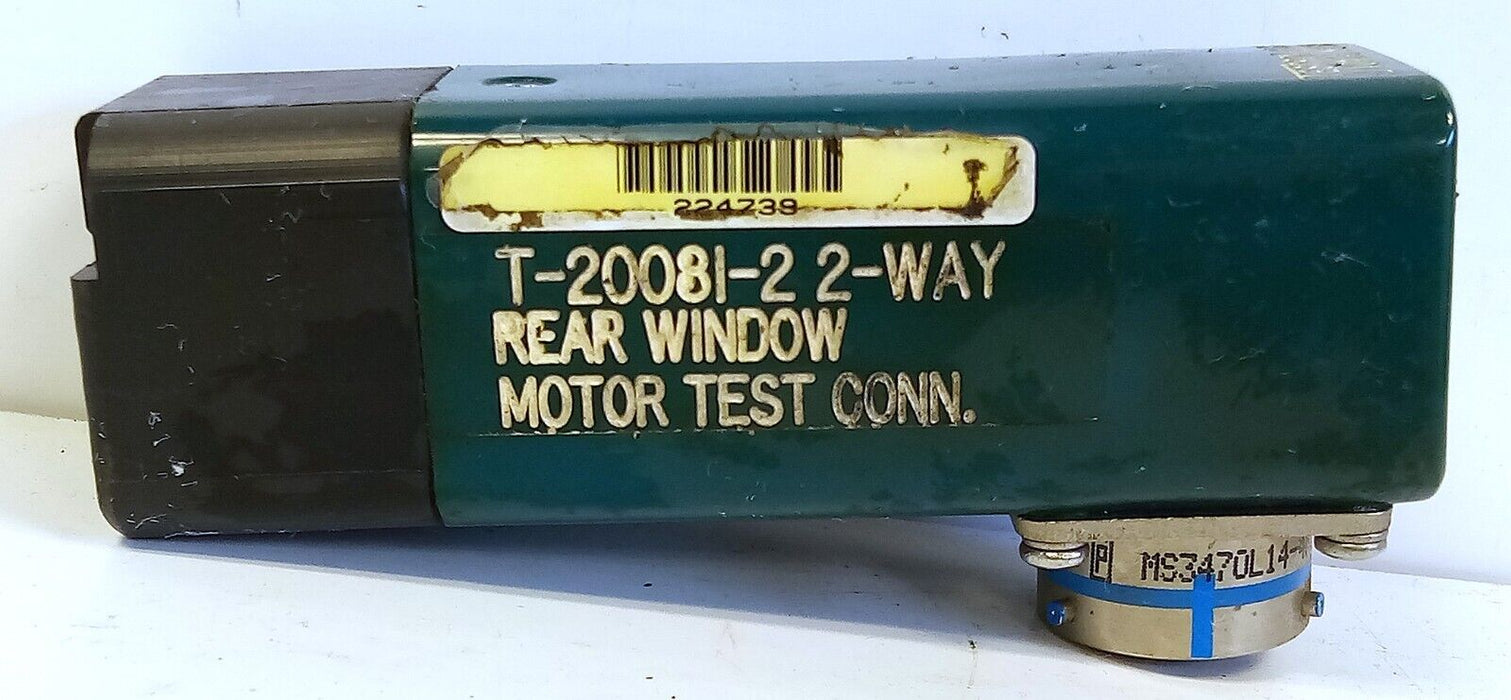 224739
T-20081-2 2-WAY
REAR WINDOW
MOTOR TEST CONN.
MS3470L14-